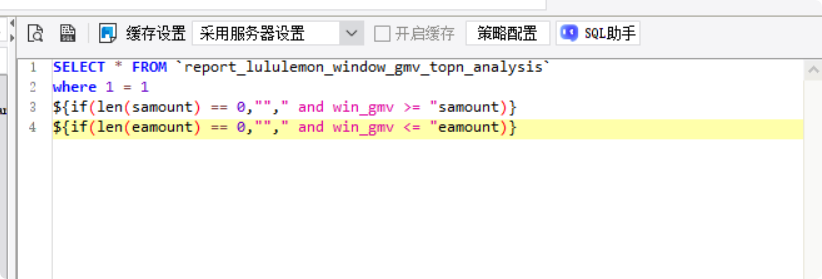 缓存设置 采用服务器设置 开启缓存 策略配置 SQL助手
1 SELECT * FROM `report_lululemon_window_gmv_topn_analysis`
2 where 1 = 1
3 ${if(len(samount) == 0,""," and win_gmv >= "samount)}
4 ${if(len(eamount) == 0,""," and win_gmv <= "eamount)}